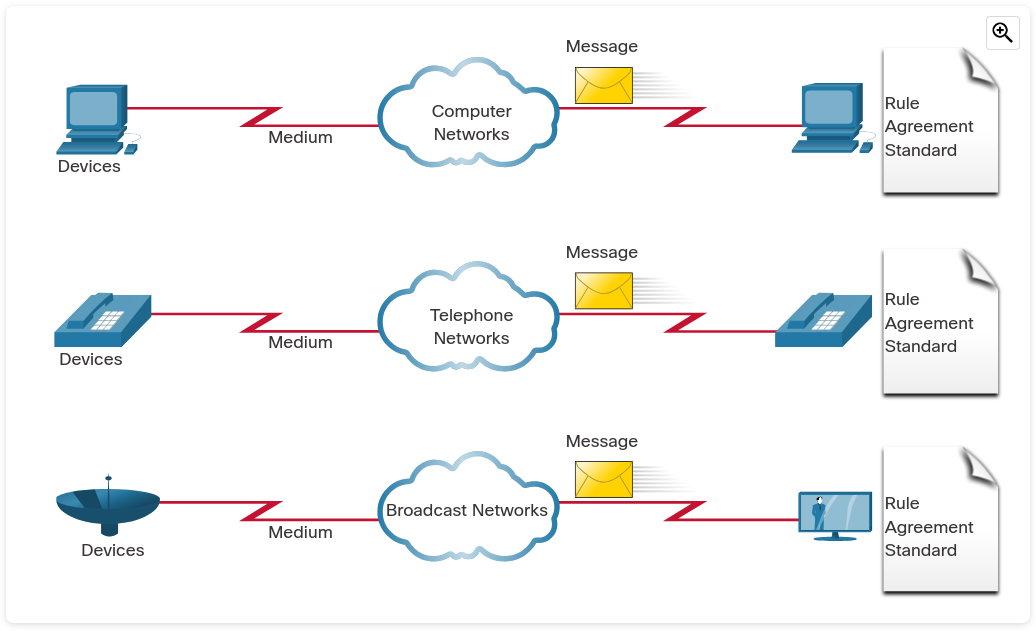 Message
Computer
Networks
Medium
Devices
Rule
Agreement
Standard
Message
Telephone
Networks
Medium
Devices
Rule
Agreement
Standard
Message
Broadcast Networks
Medium
Devices
Rule
Agreement
Standard